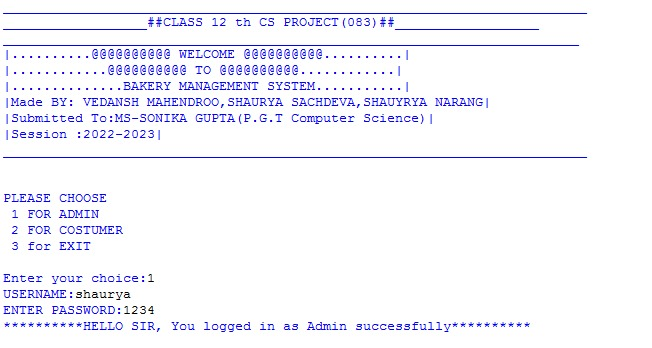 __________________##CLASS 12 th CS PROJECT(083)##__________________
|..........@@@@@@@@@@ WELCOME @@@@@@@@@@..........|
|............@@@@@@@@@@ TO @@@@@@@@@@............|
|..............BAKERY MANAGEMENT SYSTEM...........|
|Made BY: VEDANSH MAHENDROO,SHAURYA SACHDEVA,SHAUYRYA NARANG|
|Submitted To:MS-SONIKA GUPTA(P.G.T Computer Science)|
|Session :2022-2023|
PLEASE CHOOSE
1 FOR ADMIN
2 FOR COSTUMER
3 for EXIT
Enter your choice:1
USERNAME:shaurya
ENTER PASSWORD:1234
**********HELLO SIR, You logged in as Admin successfully**********